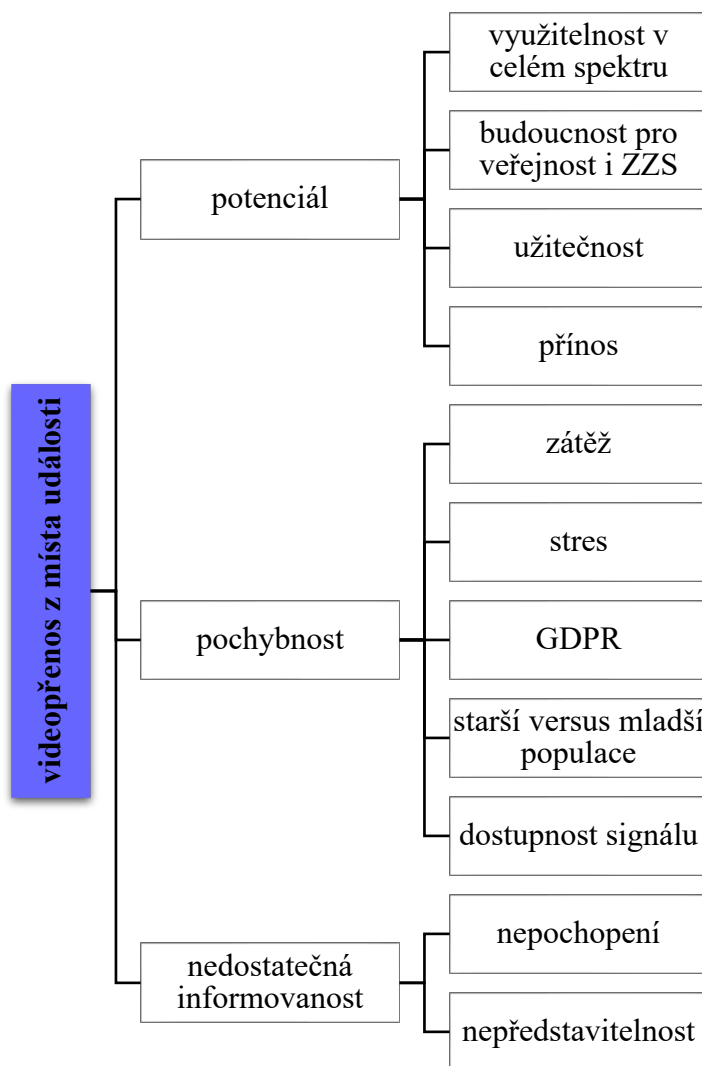 videopřenos z místa události
potenciál
využitelnost v
celém spektru
budoucnost pro
veřejnost i ZZS
užitečnost
přínos
pochybnost
zátěž
stres
GDPR
starší versus mladší
populace
dostupnost signálu
nedostatečná
informovanost
nepochopení
nepředstavitelnost